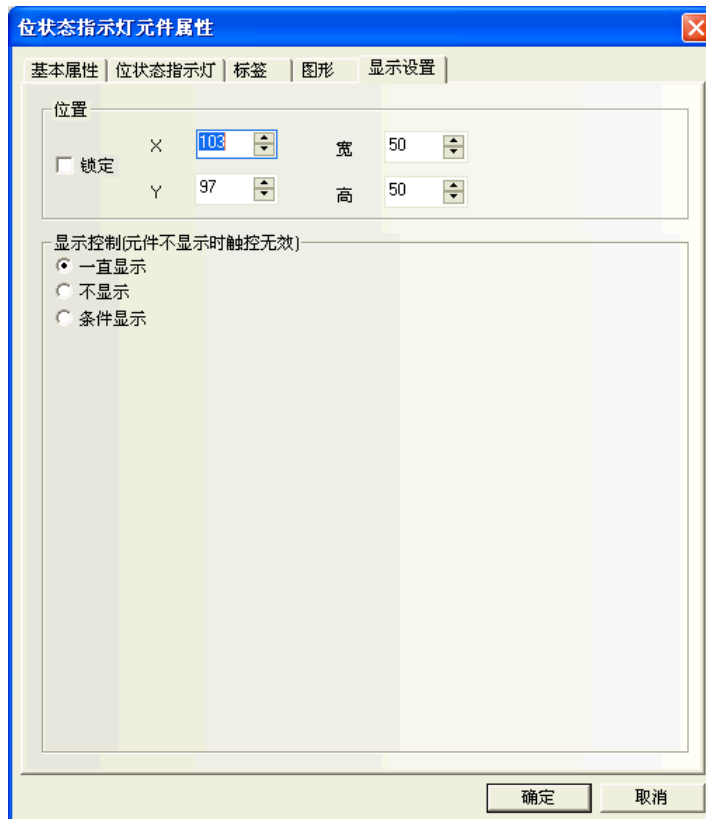 位状态指示灯元件属性
基本属性 位状态指示灯 标签 图形 显示设置
位置
锁定 X 103 宽 50
Y 97 高 50
显示控制(元件不显示时触控无效)
一直显示
不显示
条件显示
确定 取消